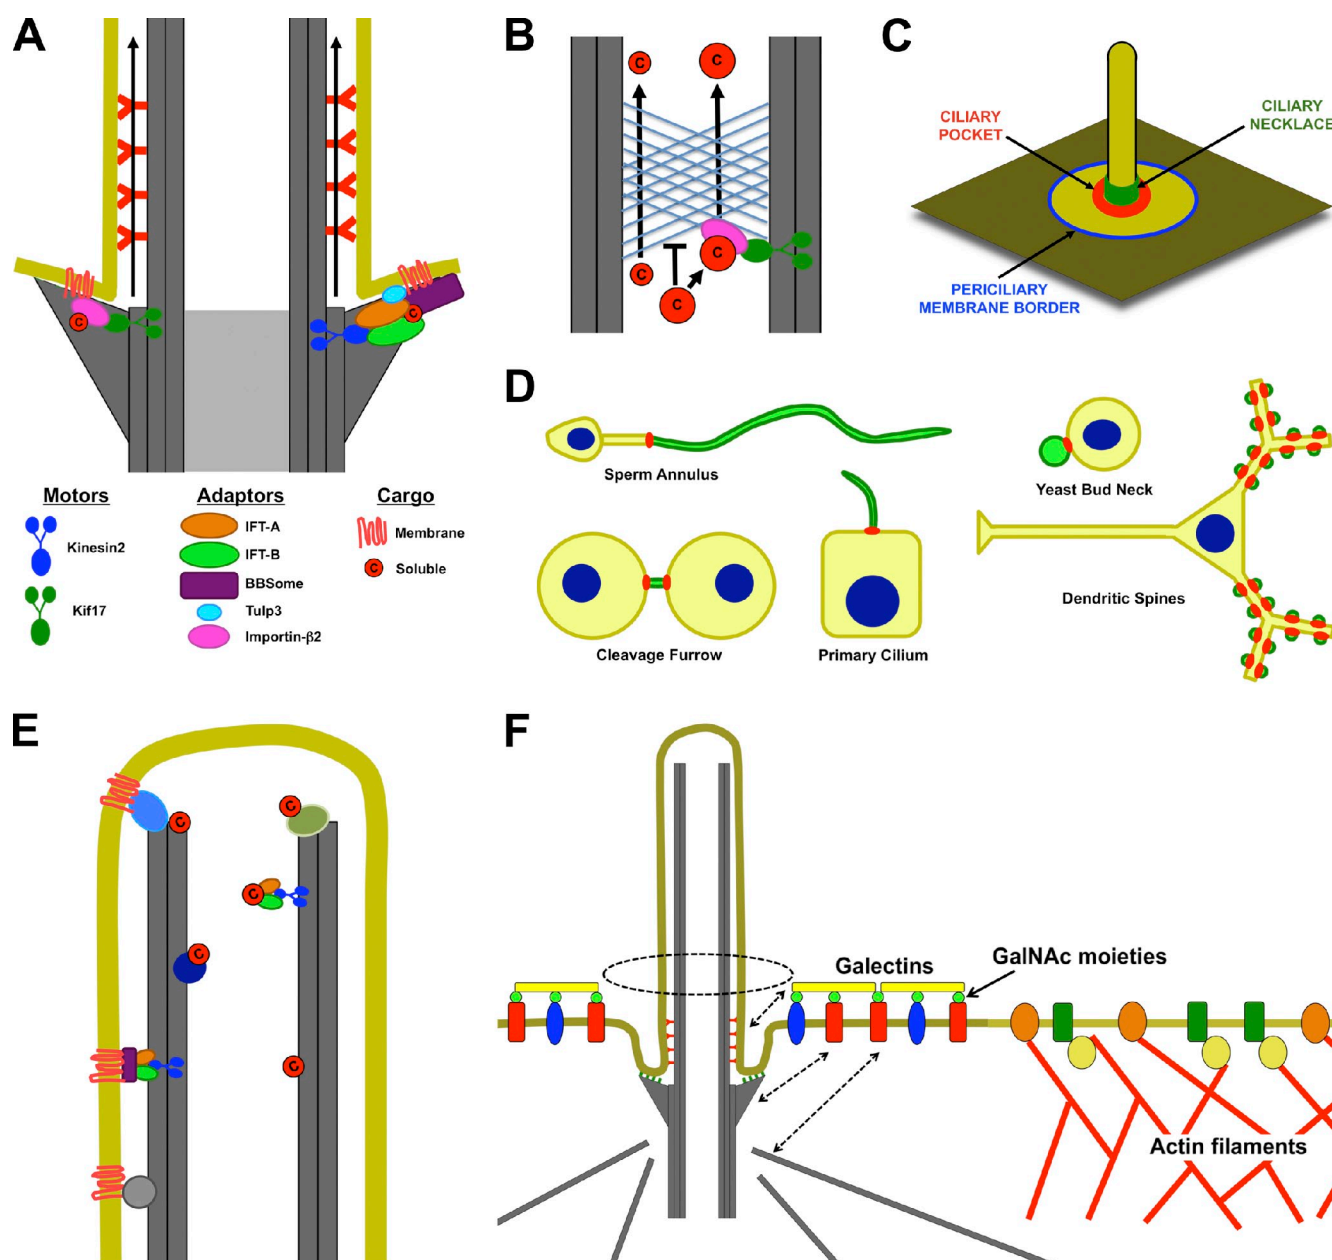 A
B
C
C
C
CILIARY
POCKET
CILIARY
NECKLACE
PERICILIARY
MEMBRANE BORDER
C
C
C
C
C
C
Motors
Kinesin2
Kif17
Adaptors
IFT-A
IFT-B
BBSome
Tulp3
Importin-β2
Cargo
Membrane
C
Soluble
D
Sperm Annulus
Yeast Bud Neck
Cleavage Furrow
Primary Cilium
Dendritic Spines
E
C
C
C
C
C
F
Galectins
GalNAc moieties
Actin filaments